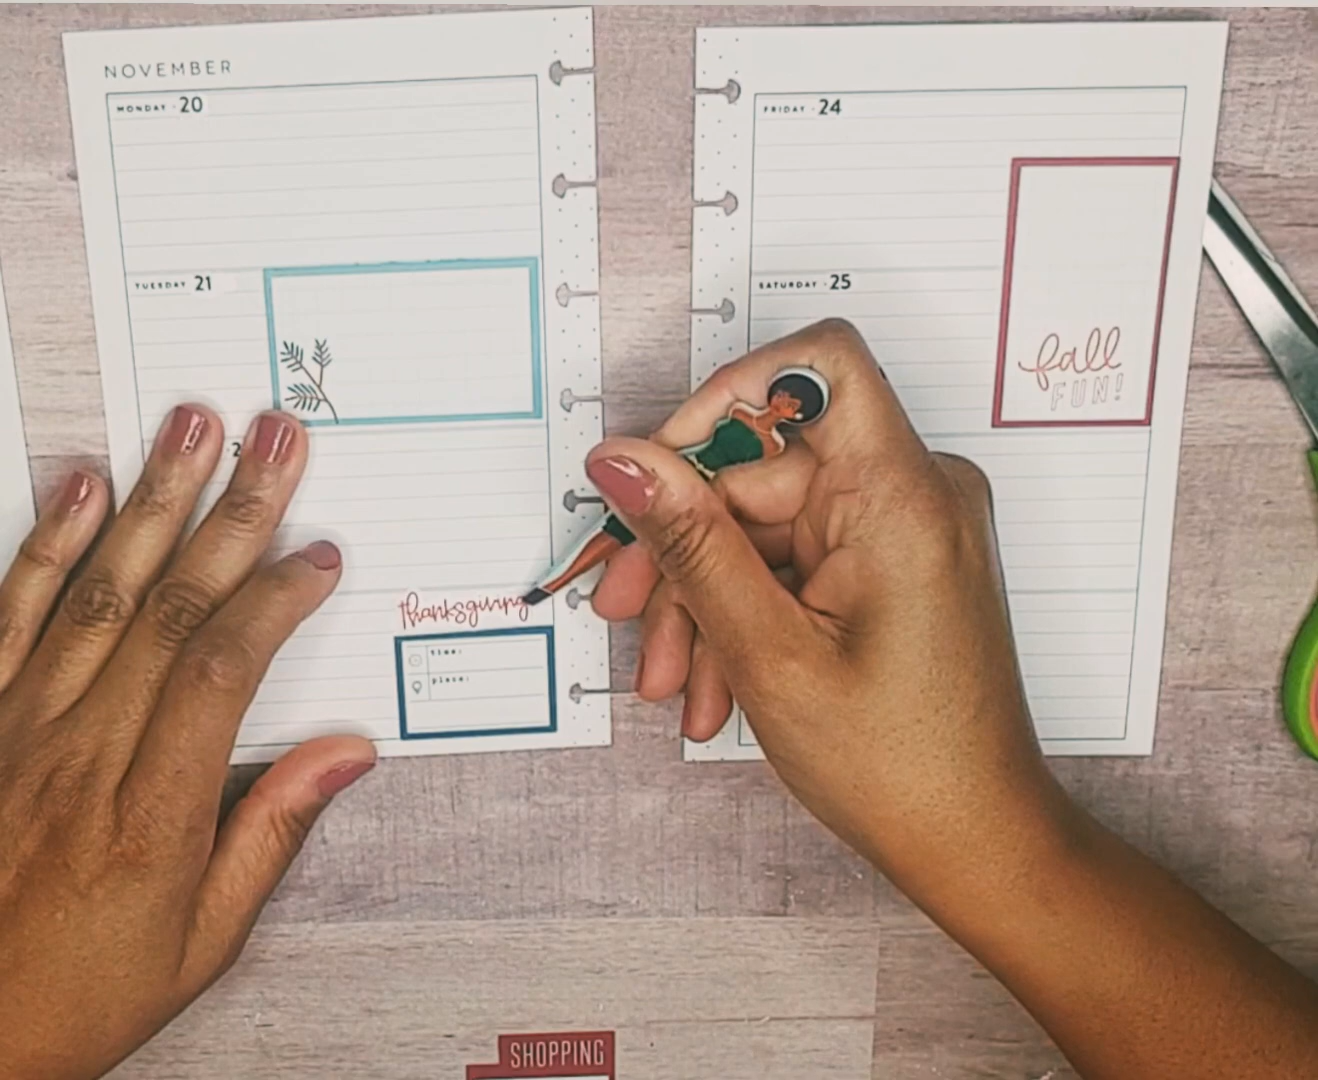 NOVEMBER
MONDAY · 20
TUESDAY 21
thanksgiving
time:
place:
FRIDAY · 24
SATURDAY · 25
fall
FUN!
SHOPPING